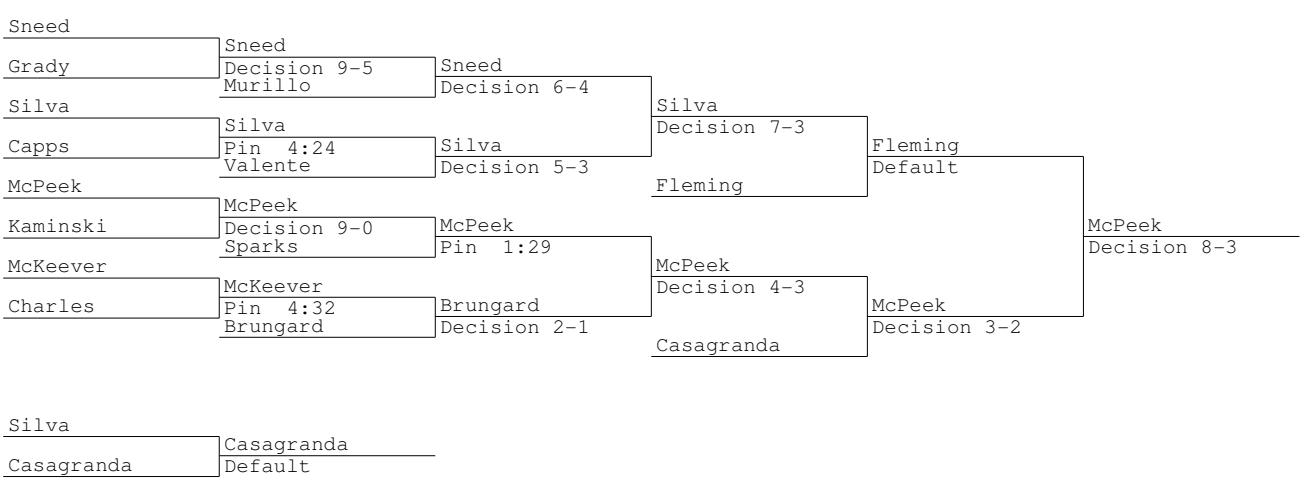 Sneed
Grady
Silva
Capps
McPeek
Kaminski
McKeever
Charles
Sneed
Decision 9-5
Murillo
Silva
Pin 4:24
Valente
McPeek
Decision 9-0
Sparks
McKeever
Pin 4:32
Brungard
Sneed
Decision 6-4
Silva
Decision 5-3
McPeek
Pin 1:29
Brungard
Decision 2-1
Silva
Decision 7-3
Fleming
McPeek
Decision 4-3
Casagranda
Fleming
Default
McPeek
Decision 3-2
McPeek
Decision 8-3
Silva
Casagranda
Casagranda
Default